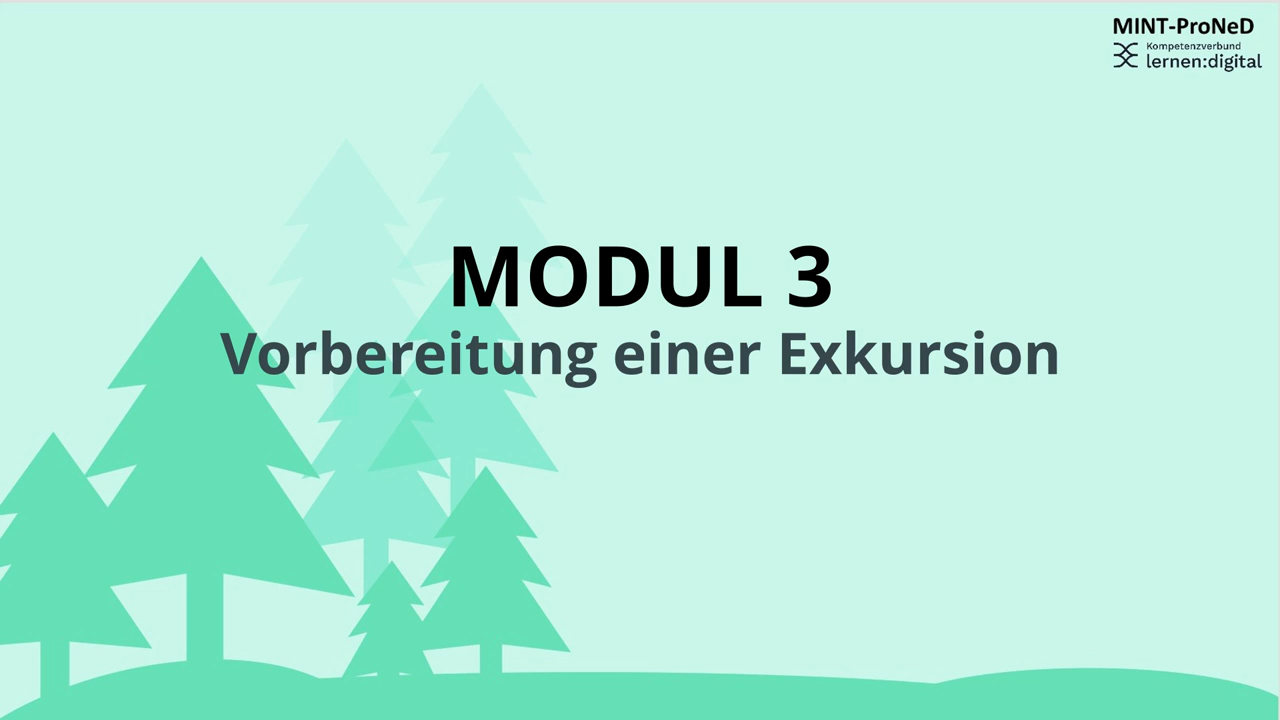 MINT-ProNeD
Kompetenzverbund
lernen:digital
MODUL 3
Vorbereitung einer Exkursion